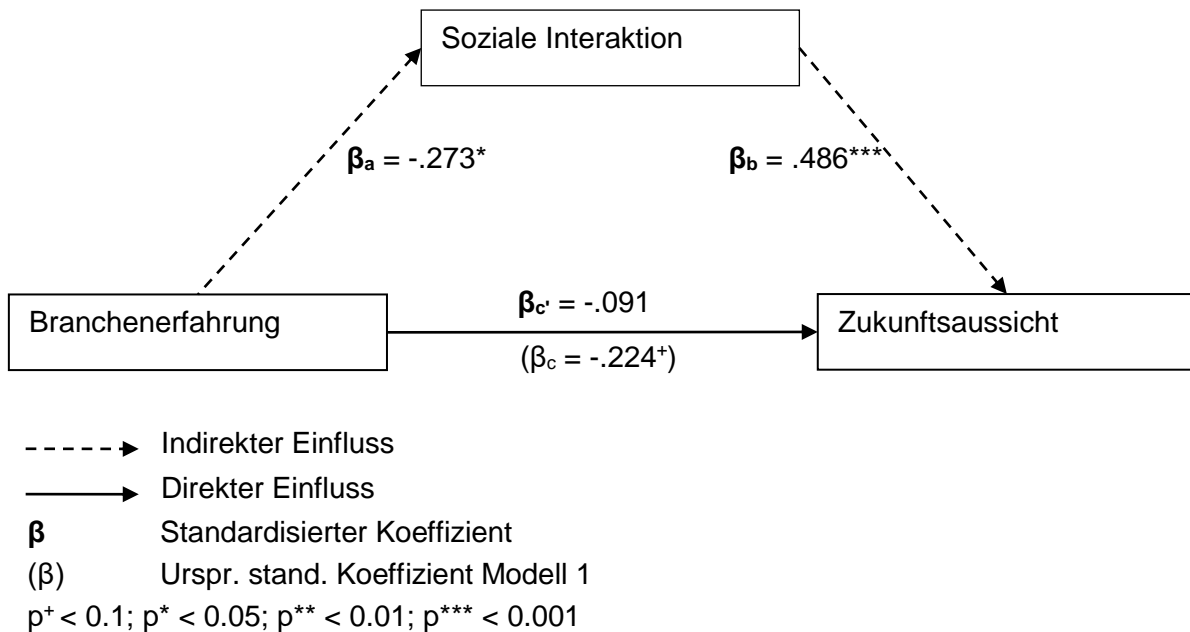 Soziale Interaktion
βa = -.273*
βb = .486***
Branchenerfahrung
βc' = -.091
Zukunftsaussicht
(βc = -.224+)
Indirekter Einfluss
Direkter Einfluss
β Standardisierter Koeffizient
(β) Urspr. stand. Koeffizient Modell 1
p+ < 0.1; p* < 0.05; p** < 0.01; p*** < 0.001